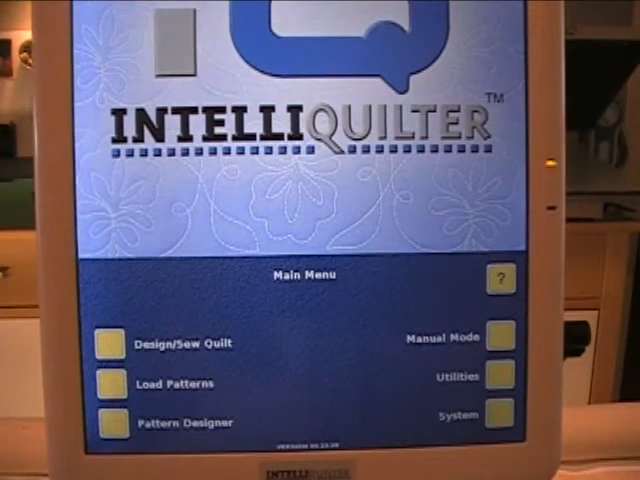 INTELLIQUILTER™
Main Menu
?
Design/Sew Quilt
Manual Mode
Load Patterns
Utilities
Pattern Designer
System
INTELLIQUILTER